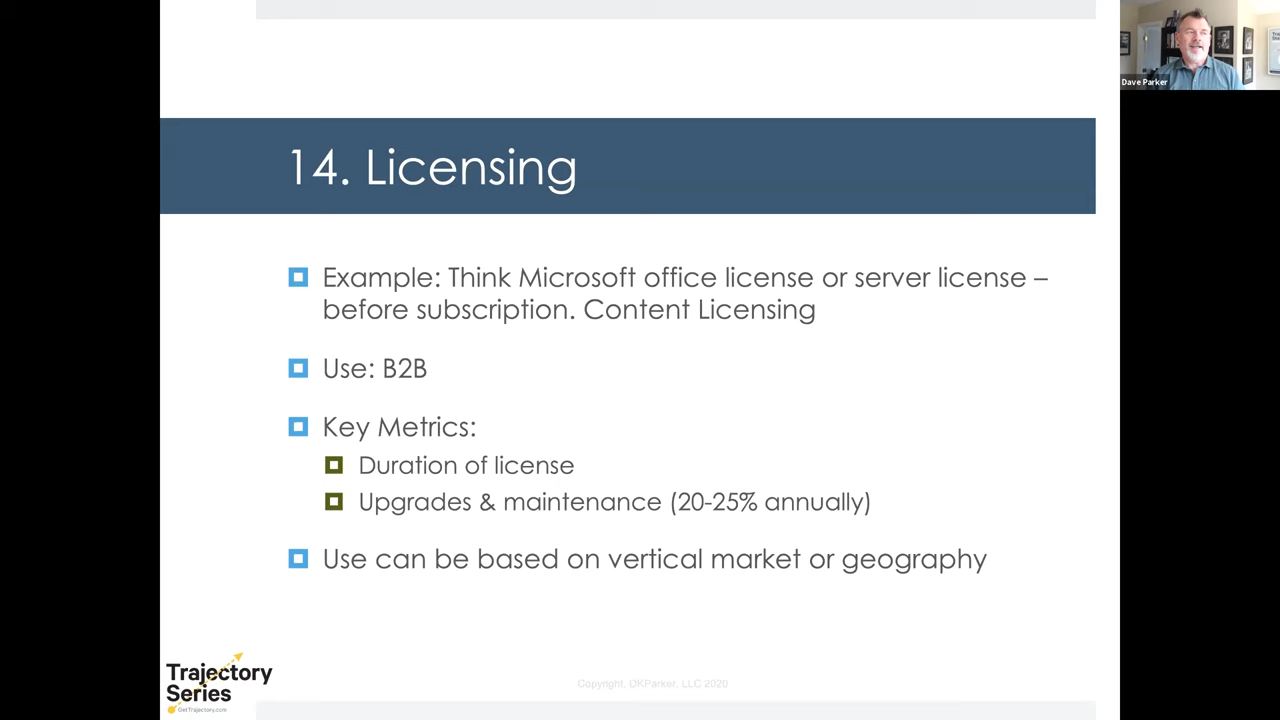 Dave Parker
14. Licensing
Example: Think Microsoft office license or server license –
before subscription. Content Licensing
Use: B2B
Key Metrics:
Duration of license
Upgrades & maintenance (20-25% annually)
Use can be based on vertical market or geography
Trajectory
Series
GetTrajectory.com
Copyright, DKParker, LLC 2020